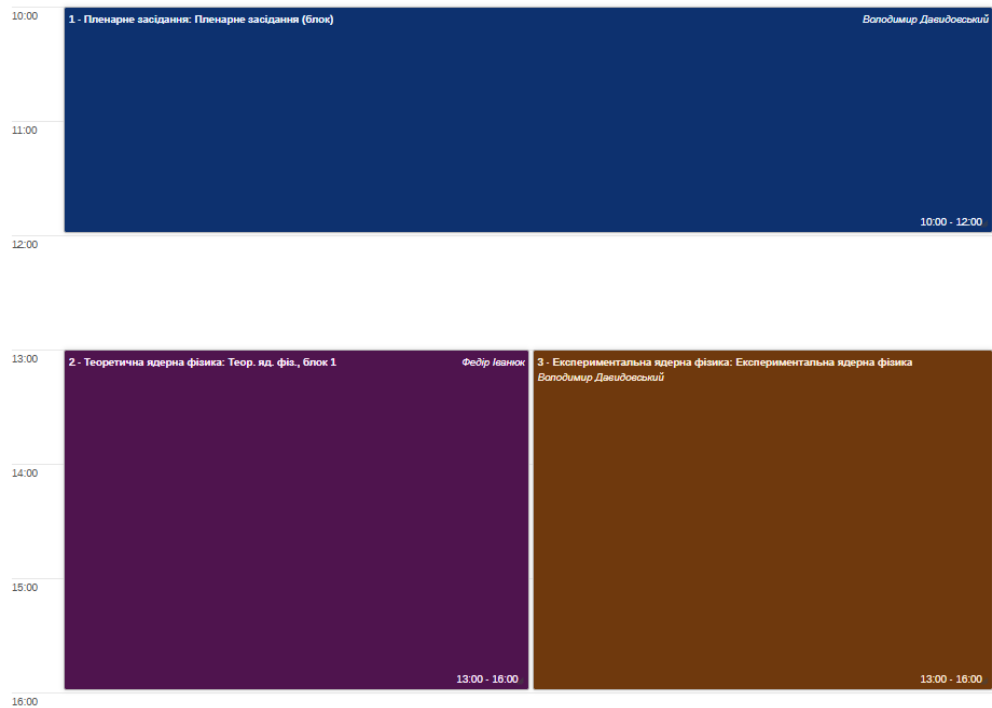 10:00
1 - Пленарне засідання: Пленарне засідання (блок) Володимир Давидовський
11:00
10:00 - 12:00
12:00
13:00
2 - Теоретична ядерна фізика: Теор. яд. фіз., блок 1 Федір Іванюк
3 - Експериментальна ядерна фізика: Експериментальна ядерна фізика
Володимир Давидовський
14:00
15:00
13:00 - 16:00
13:00 - 16:00
16:00